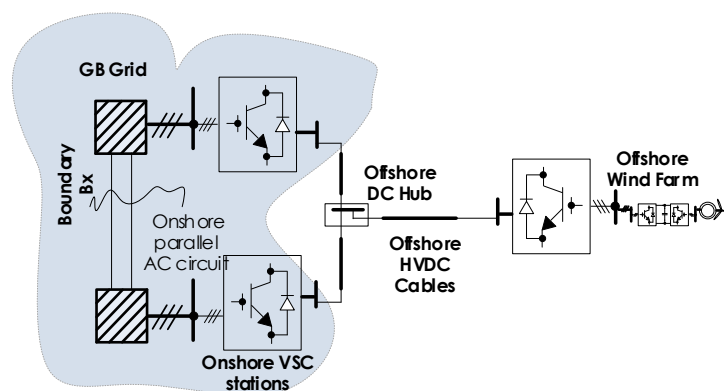 GB Grid
Boundary
Bx
Onshore
parallel
AC circuit
Onshore VSC
stations
Offshore
DC Hub
Offshore
HVDC
Cables
Offshore
Wind Farm